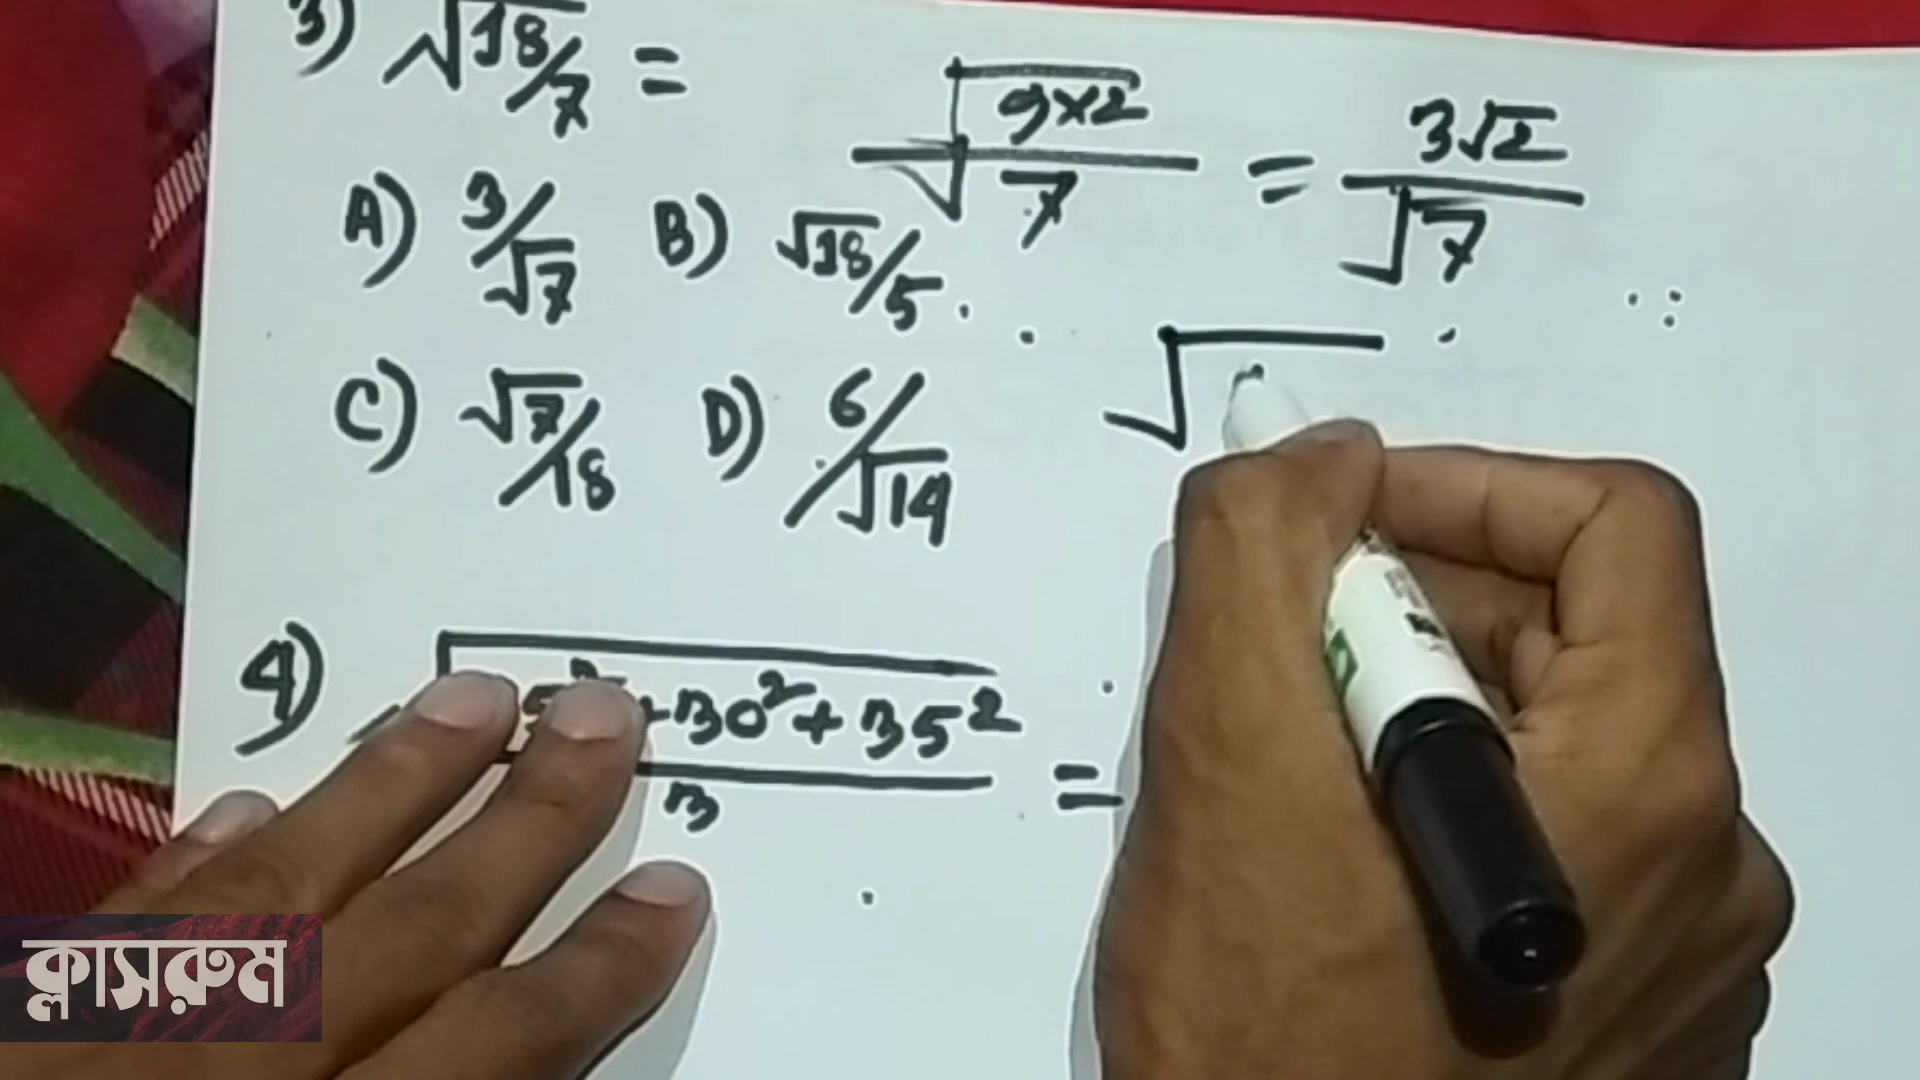 3) √18/7 = √9×2/√7 = 3√2/√7
A) 3/√7 B) √18/5
C) √7/18 D) 6/√14
√
4) 5² + 30² + 35² / 3 =
ক্লাসরুম